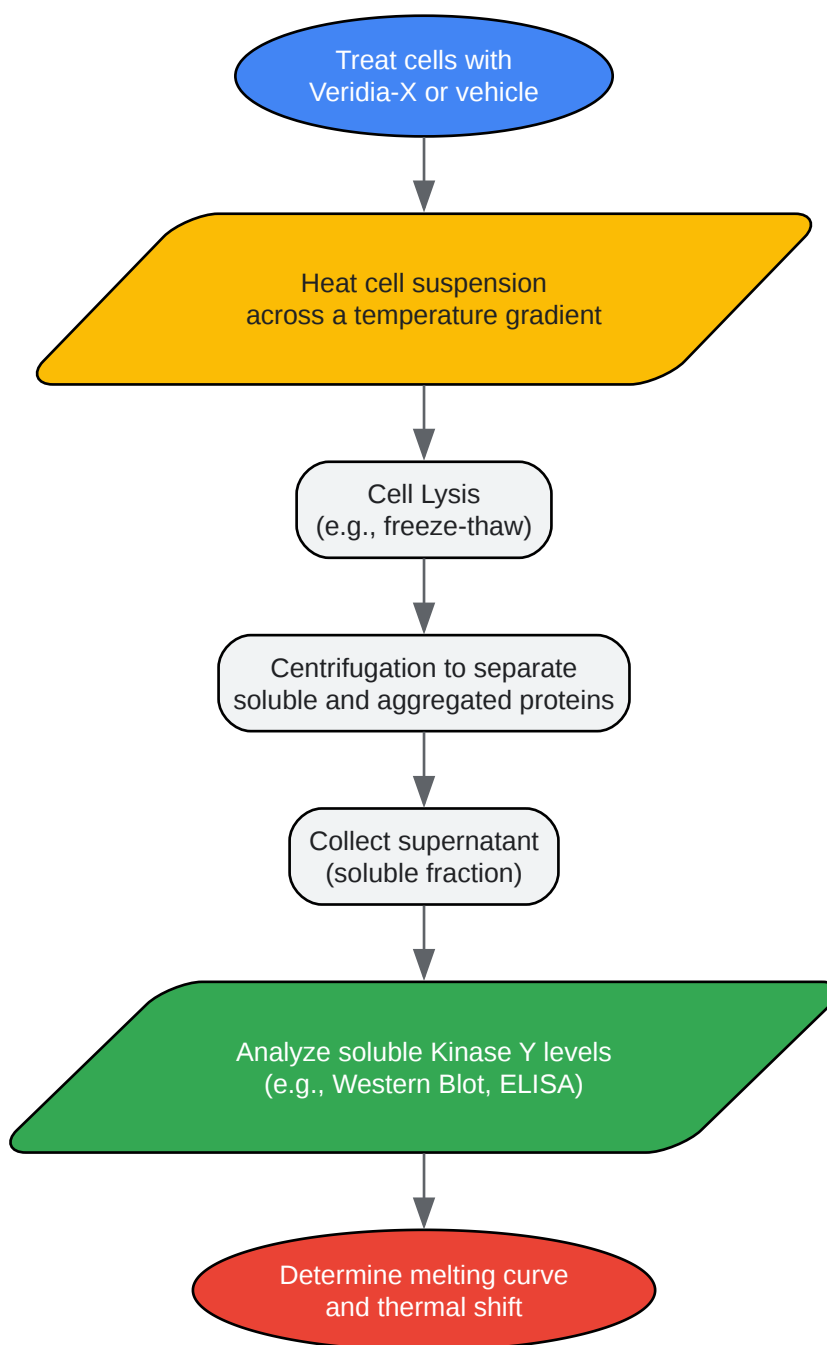 Treat cells with
Veridia-X or vehicle
Heat cell suspension
across a temperature gradient
Cell Lysis
(e.g., freeze-thaw)
Centrifugation to separate
soluble and aggregated proteins
Collect supernatant
(soluble fraction)
Analyze soluble Kinase Y levels
(e.g., Western Blot, ELISA)
Determine melting curve
and thermal shift